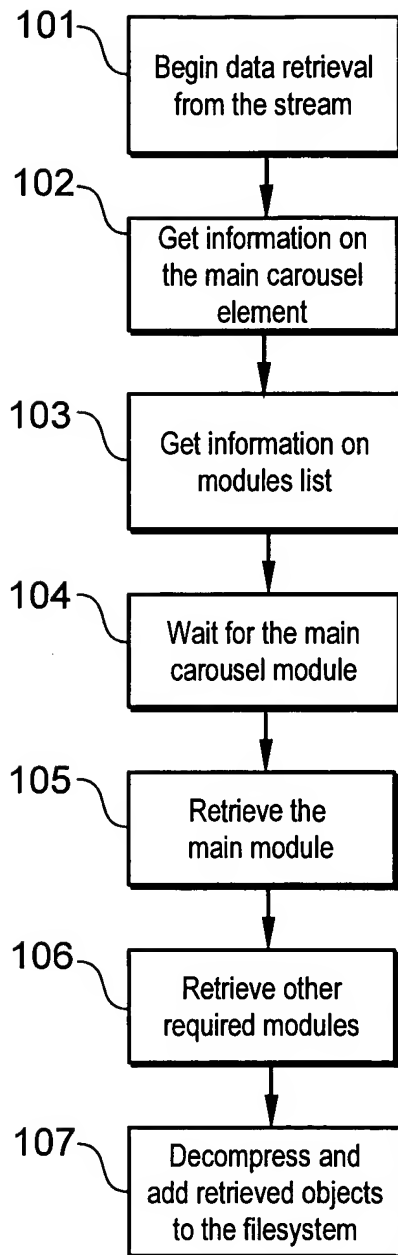 101
Begin data retrieval
from the stream
102
Get information on
the main carousel
element
103
Get information on
modules list
104
Wait for the main
carousel module
105
Retrieve the
main module
106
Retrieve other
required modules
107
Decompress and
add retrieved objects
to the filesystem